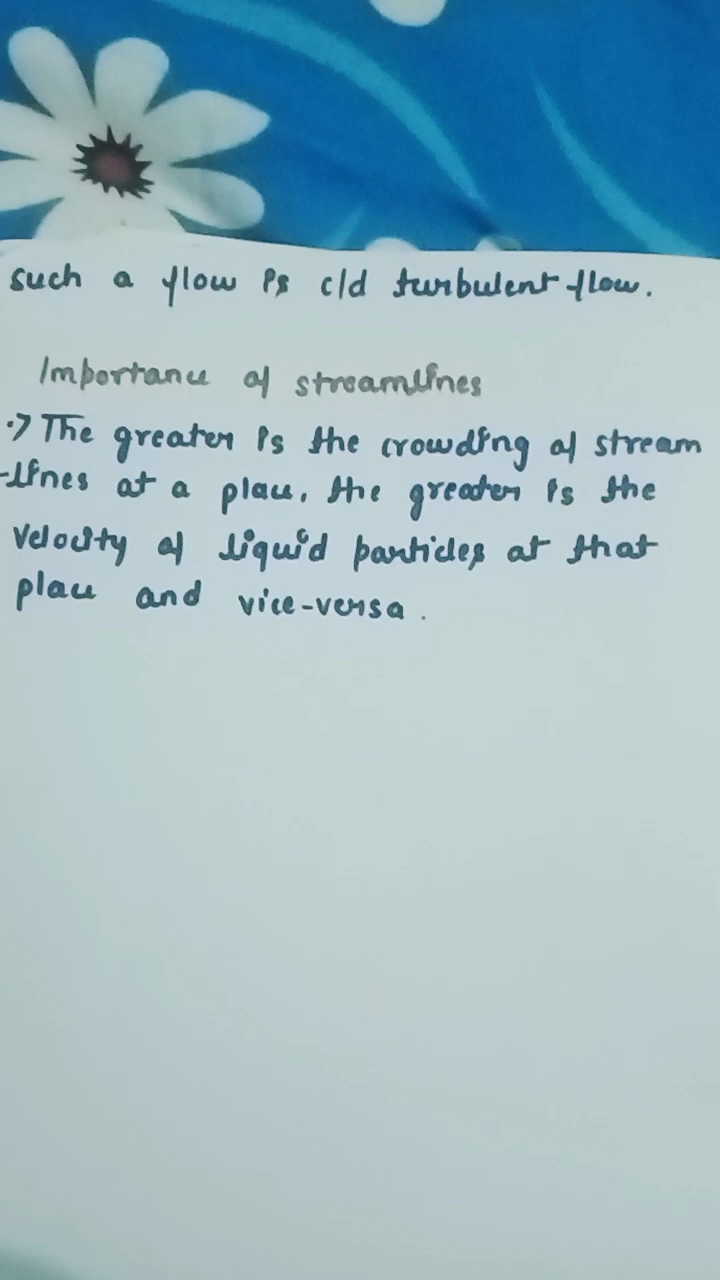 such a flow is c/d turbulent flow.
Importance of streamlines
·→ The greater is the crowding of stream
-lines at a place, the greater is the
velocity of liquid particles at that
place and vice-versa.